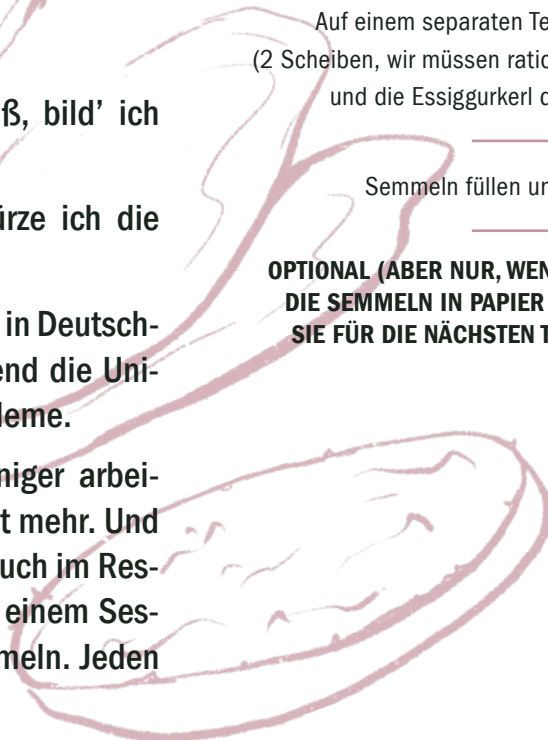 ß, bild’ ich
ürze ich die
in Deutsch-
end die Uni-
leme.
niger arbei-
t mehr. Und
uch im Res-
einem Ses-
meln. Jeden
Auf einem separaten Te
(2 Scheiben, wir müssen ratio
und die Essiggurkerl d
Semmeln füllen un
OPTIONAL (ABER NUR, WEN
DIE SEMMELN IN PAPIER
SIE FÜR DIE NÄCHSTEN T